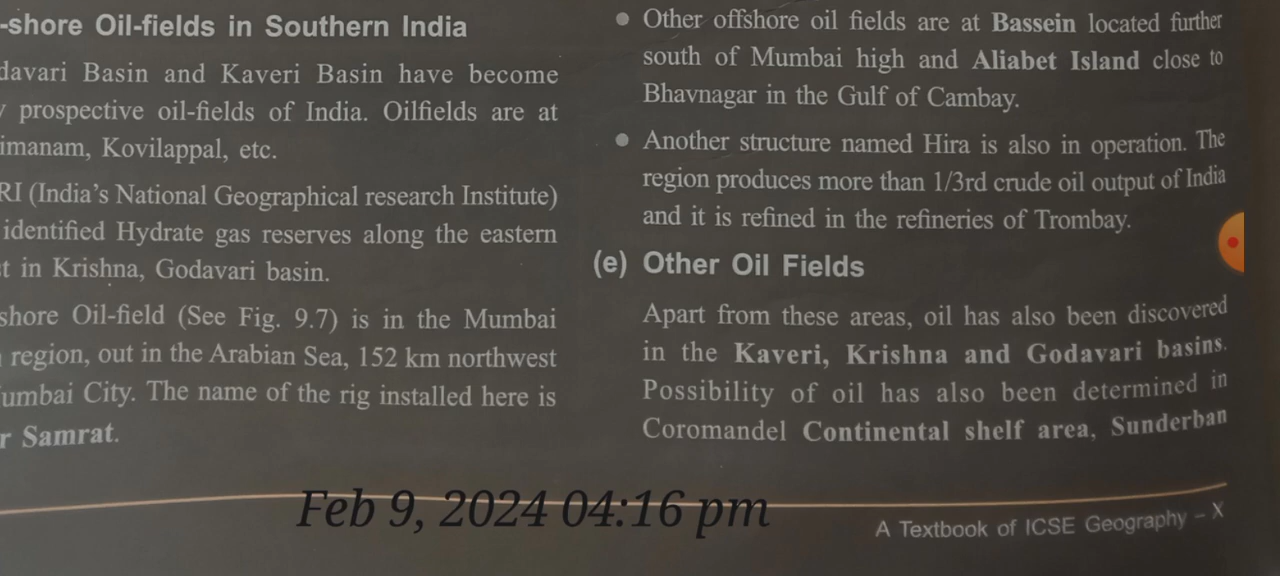 -shore Oil-fields in Southern India
davari Basin and Kaveri Basin have become
prospective oil-fields of India. Oilfields are at
imanam, Kovilappal, etc.
RI (India's National Geographical research Institute)
identified Hydrate gas reserves along the eastern
t in Krishna, Godavari basin.
shore Oil-field (See Fig. 9.7) is in the Mumbai
region, out in the Arabian Sea, 152 km northwest
umbai City. The name of the rig installed here is
r Samrat.
• Other offshore oil fields are at Bassein located further
south of Mumbai high and Aliabet Island close to
Bhavnagar in the Gulf of Cambay.
• Another structure named Hira is also in operation. The
region produces more than 1/3rd crude oil output of India
and it is refined in the refineries of Trombay.
(e) Other Oil Fields
Apart from these areas, oil has also been discovered
in the Kaveri, Krishna and Godavari basins.
Possibility of oil has also been determined in
Coromandel Continental shelf area, Sunderban
Feb 9, 2024 04:16 pm
A Textbook of ICSE Geography – X